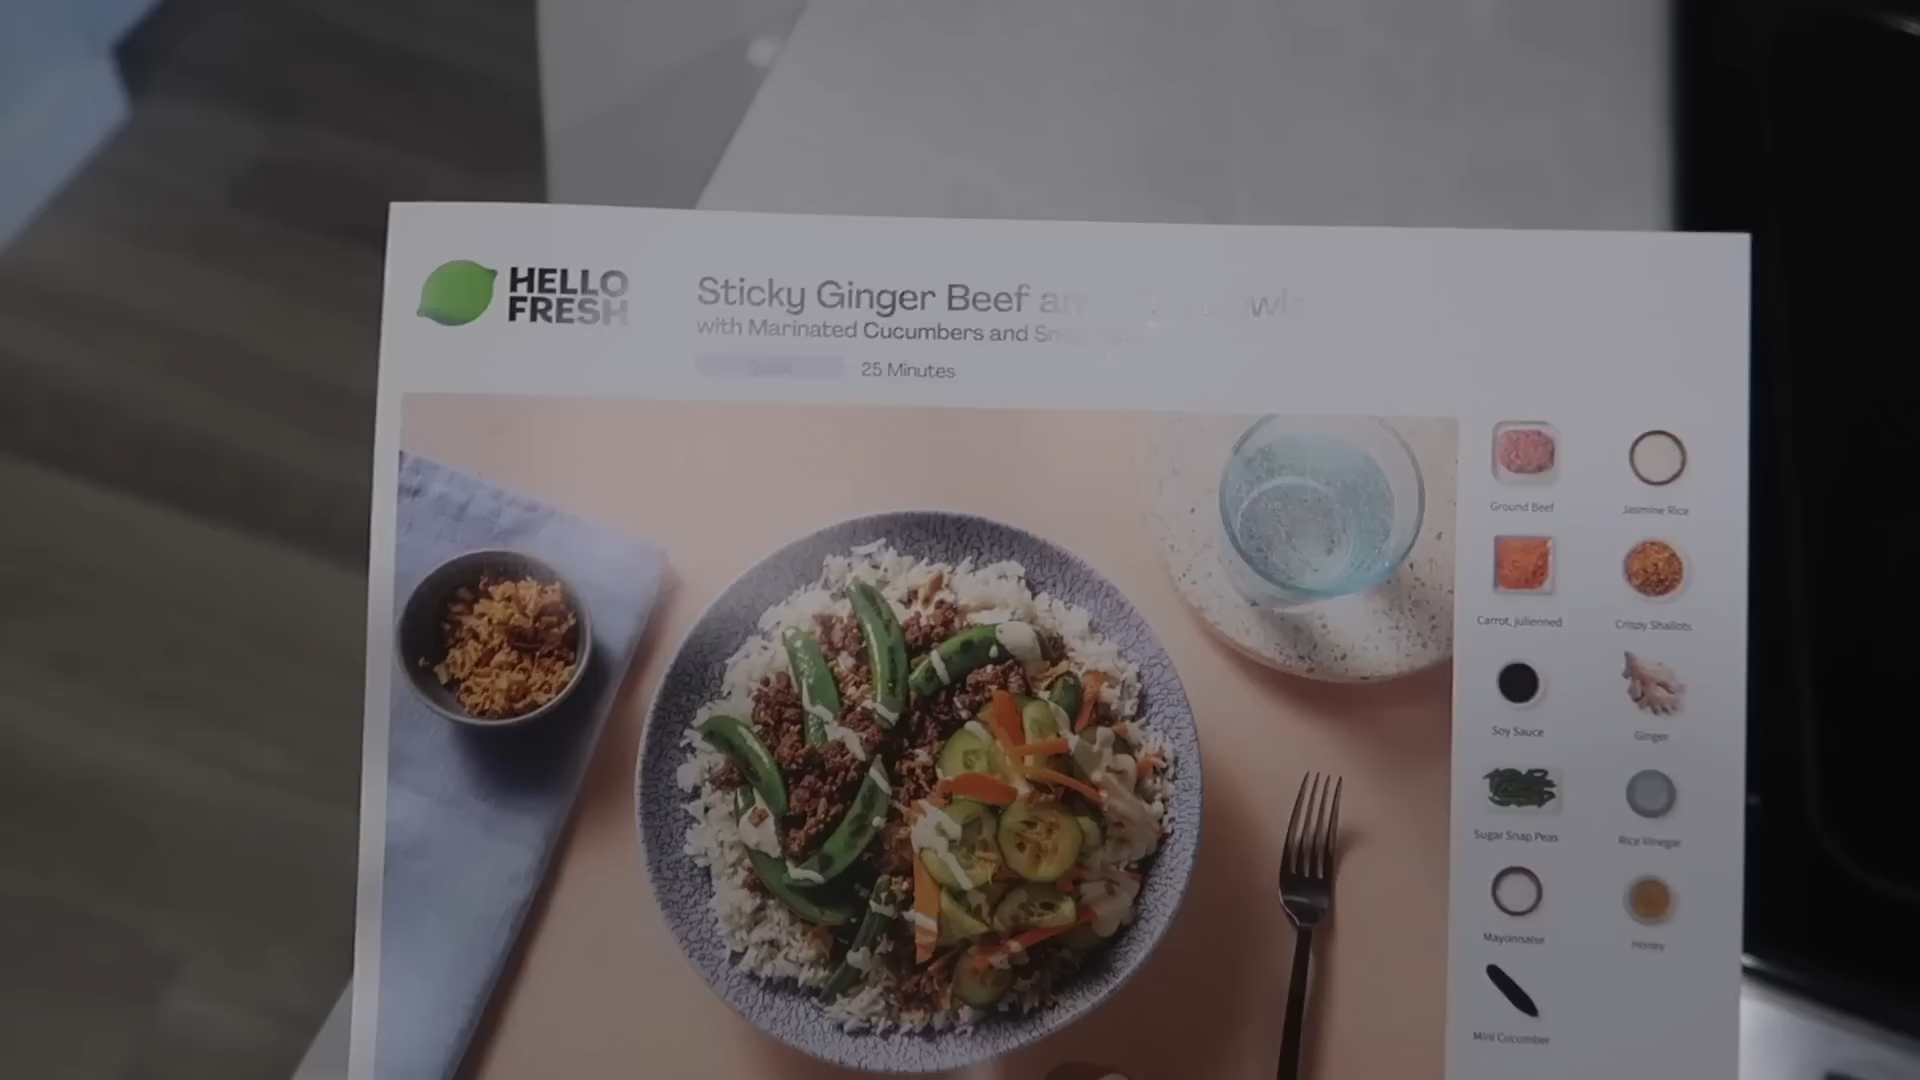 HELLO
FRESH
Sticky Ginger Beef
with Marinated Cucumbers and
25 Minutes
Ground Beef
Jasmine Rice
Carrot, julienned
Crispy Shallots
Soy Sauce
Ginger
Sugar Snap Peas
Rice Vinegar
Mayonnaise
Honey
Mini Cucumber